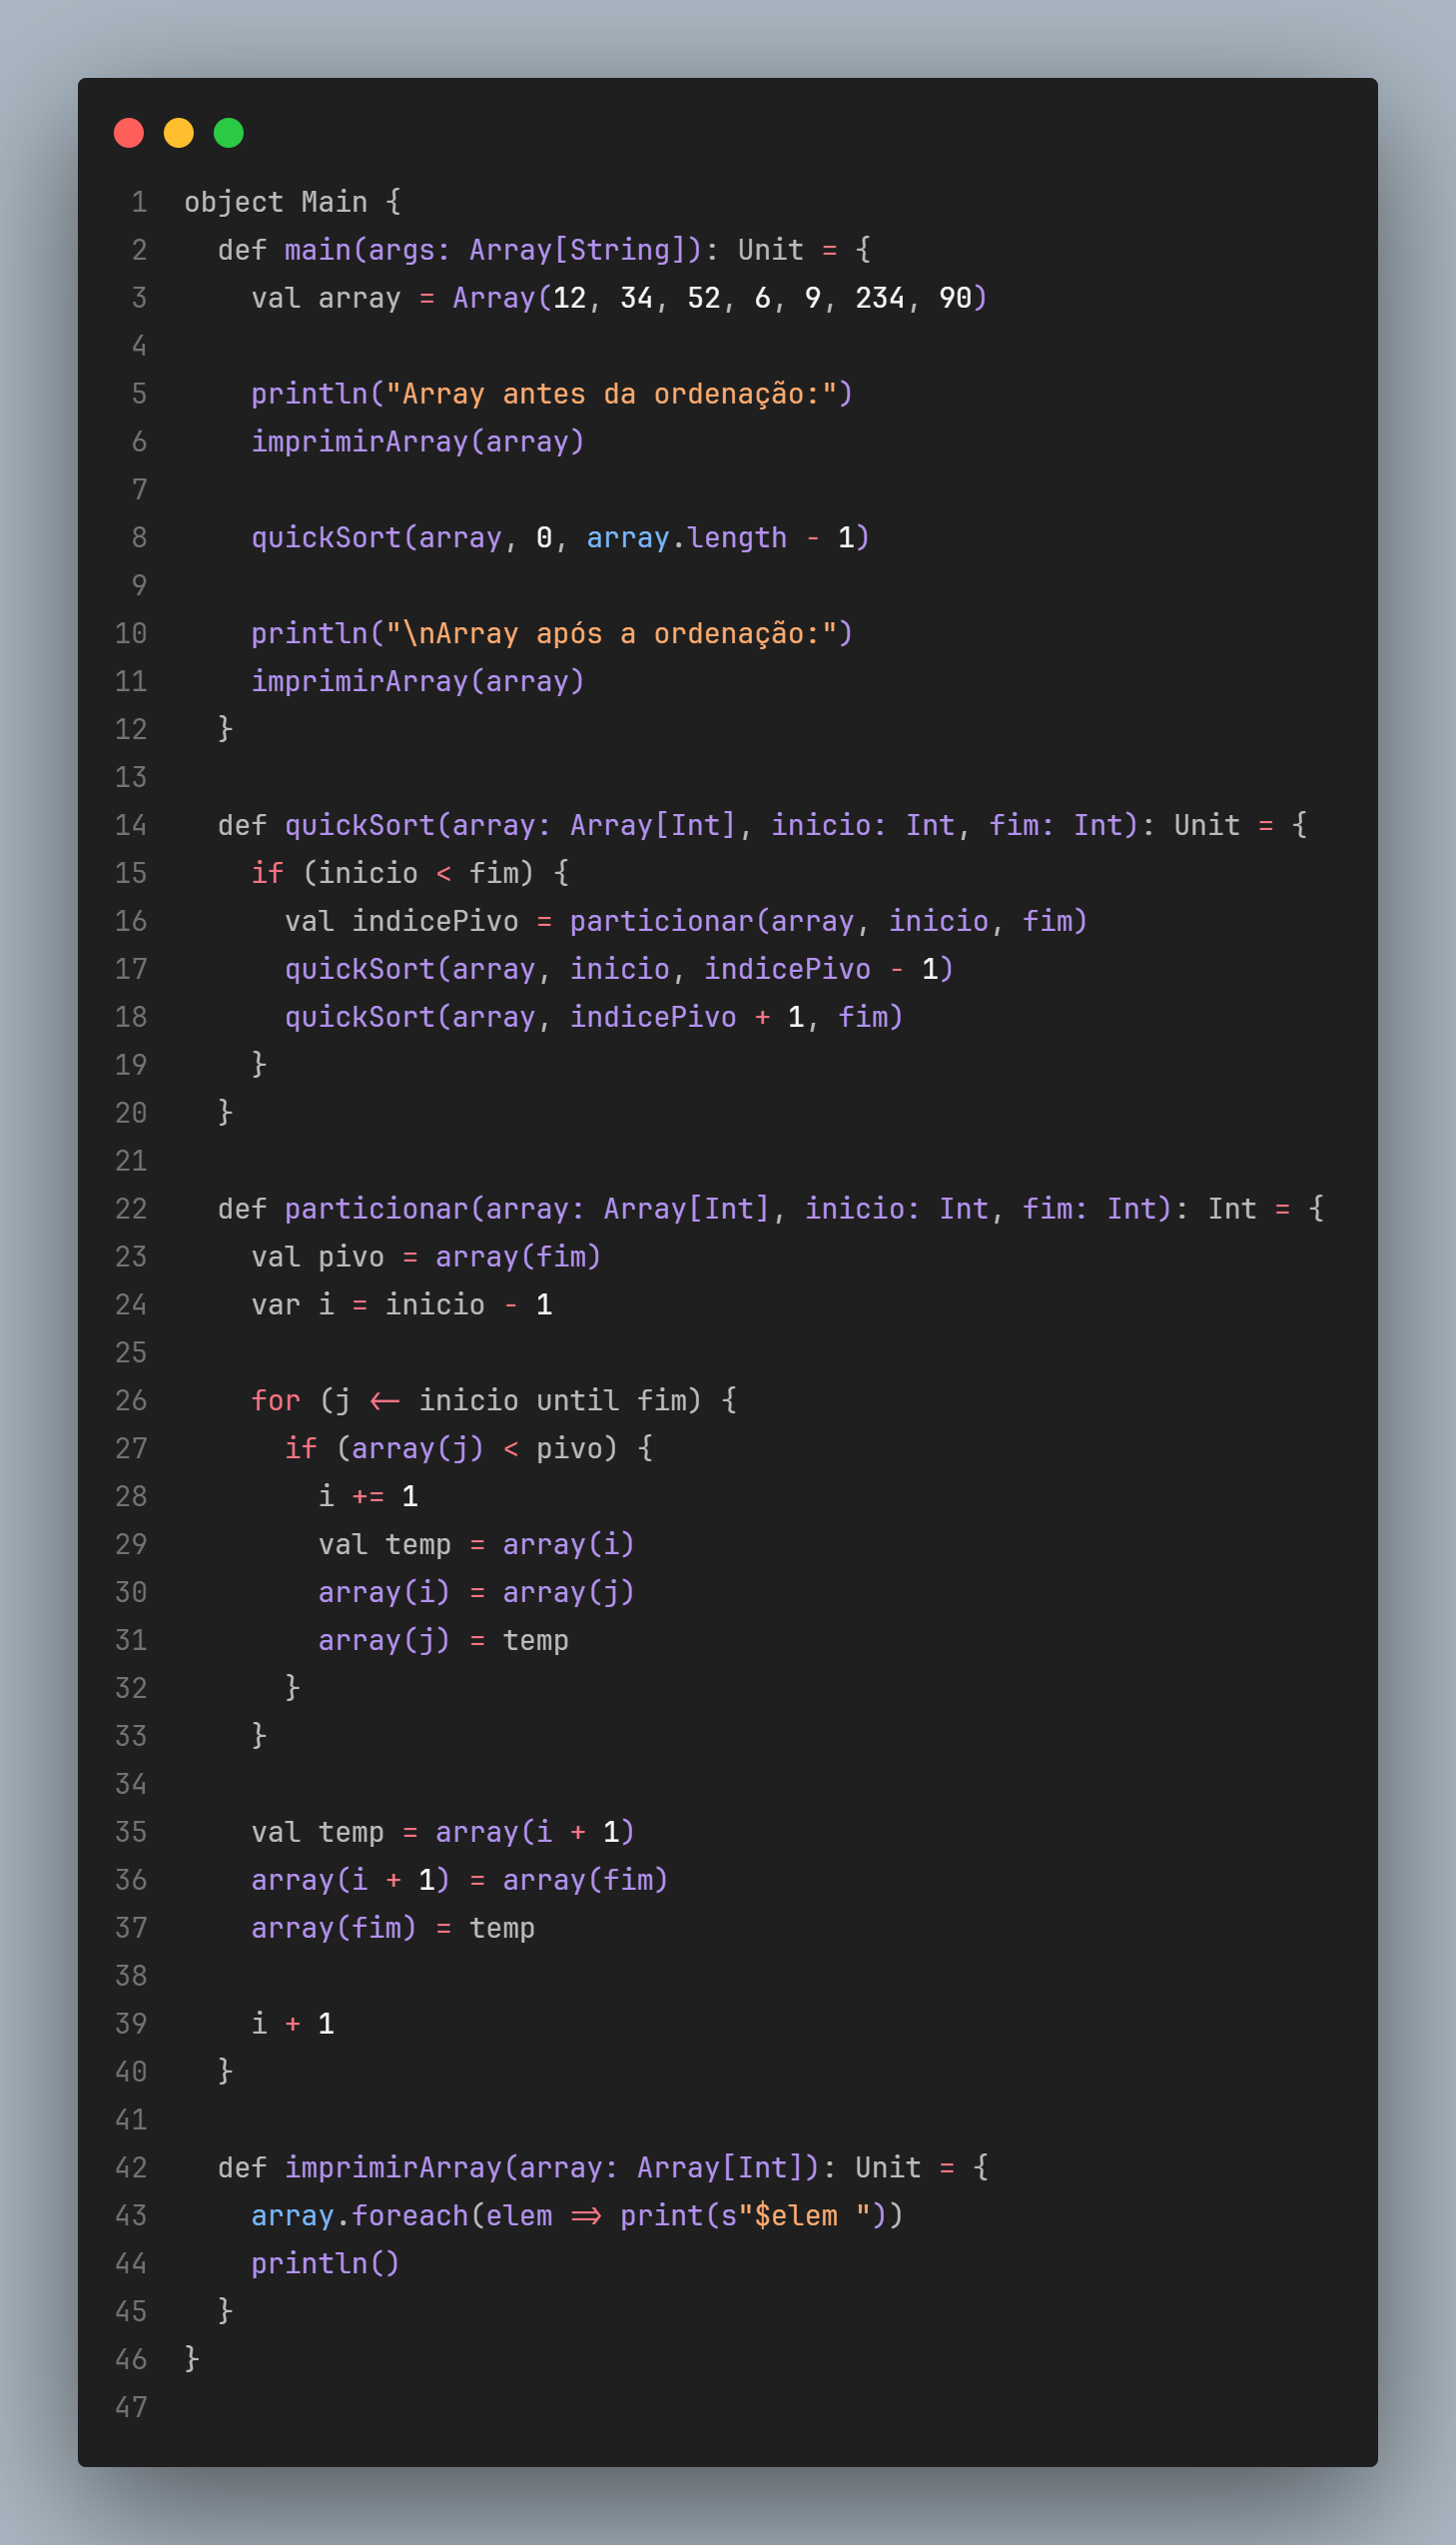 1 object Main {
2   def main(args: Array[String]): Unit = {
3     val array = Array(12, 34, 52, 6, 9, 234, 90)
4
5     println("Array antes da ordenação:")
6     imprimirArray(array)
7
8     quickSort(array, 0, array.length - 1)
9
10     println("\nArray após a ordenação:")
11     imprimirArray(array)
12   }
13
14   def quickSort(array: Array[Int], inicio: Int, fim: Int): Unit = {
15     if (inicio < fim) {
16       val indicePivo = particionar(array, inicio, fim)
17       quickSort(array, inicio, indicePivo - 1)
18       quickSort(array, indicePivo + 1, fim)
19     }
20   }
21
22   def particionar(array: Array[Int], inicio: Int, fim: Int): Int = {
23     val pivo = array(fim)
24     var i = inicio - 1
25
26     for (j <- inicio until fim) {
27       if (array(j) < pivo) {
28         i += 1
29         val temp = array(i)
30         array(i) = array(j)
31         array(j) = temp
32       }
33     }
34
35     val temp = array(i + 1)
36     array(i + 1) = array(fim)
37     array(fim) = temp
38
39     i + 1
40   }
41
42   def imprimirArray(array: Array[Int]): Unit = {
43     array.foreach(elem => print(s"$elem "))
44     println()
45   }
46 }
47